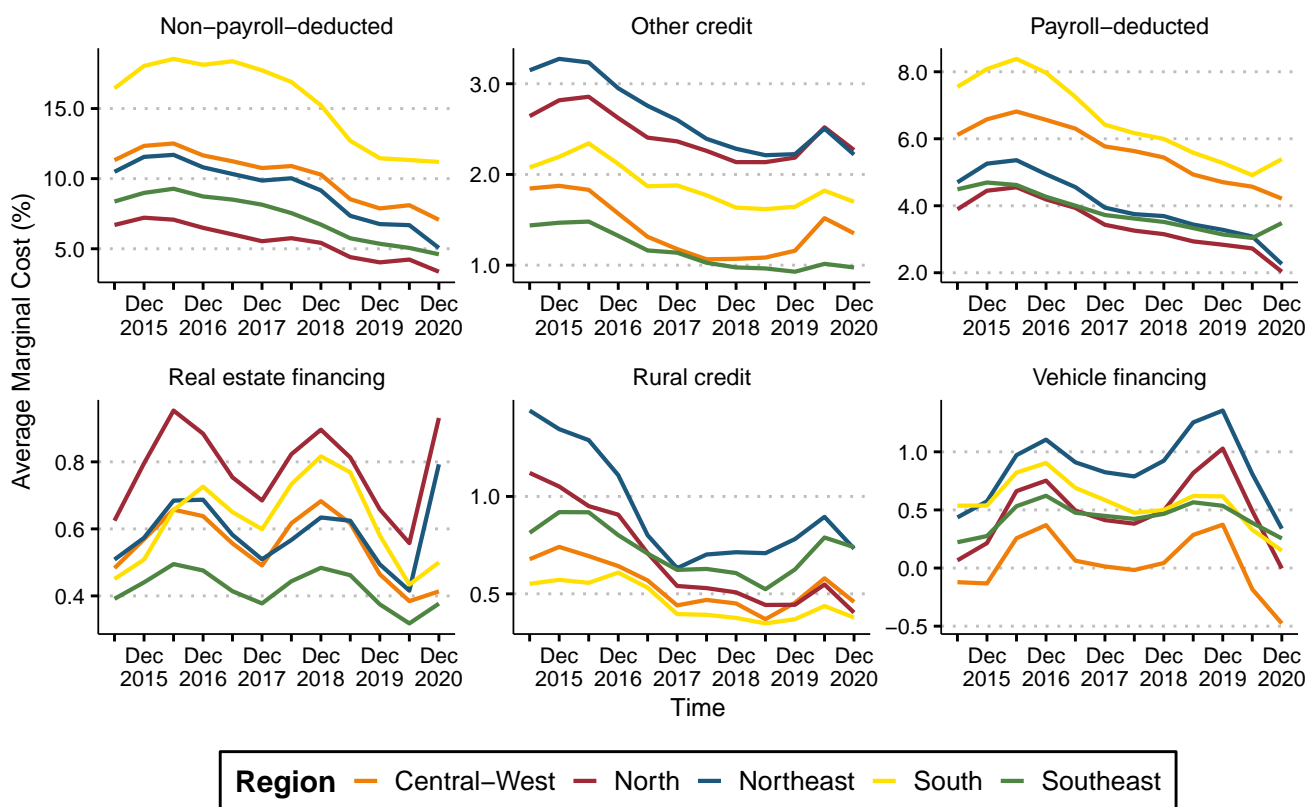 Non−payroll−deducted
Other credit
Payroll−deducted
15.0
10.0
5.0
3.0
2.0
1.0
8.0
6.0
4.0
2.0
Dec 2015
Dec 2016
Dec 2017
Dec 2018
Dec 2019
Dec 2020
Dec 2015
Dec 2016
Dec 2017
Dec 2018
Dec 2019
Dec 2020
Dec 2015
Dec 2016
Dec 2017
Dec 2018
Dec 2019
Dec 2020
Average Marginal Cost (%)
Real estate financing
Rural credit
Vehicle financing
0.8
0.6
0.4
1.0
0.5
1.0
0.5
0.0
−0.5
Dec 2015
Dec 2016
Dec 2017
Dec 2018
Dec 2019
Dec 2020
Dec 2015
Dec 2016
Dec 2017
Dec 2018
Dec 2019
Dec 2020
Dec 2015
Dec 2016
Dec 2017
Dec 2018
Dec 2019
Dec 2020
Time
Region Central−West North Northeast South Southeast